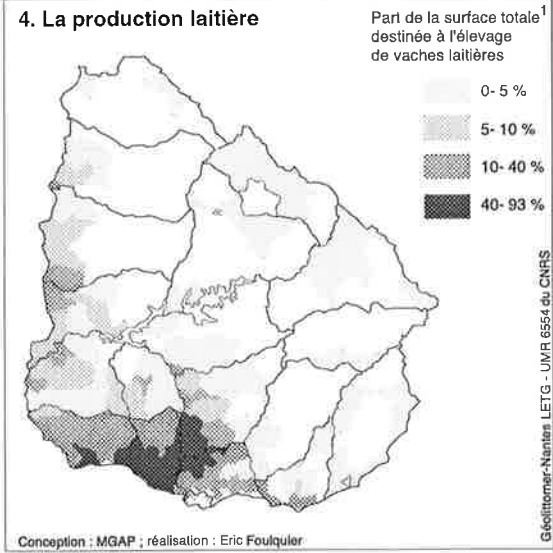 4. La production laitière
Part de la surface totale1
destinée à l'élevage
de vaches laitières
0- 5 %
5- 10 %
10- 40 %
40- 93 %
Géolittomer-Nantes LETG - UMR 6554 du CNRS
Conception : MGAP ; réalisation : Eric Foulquier